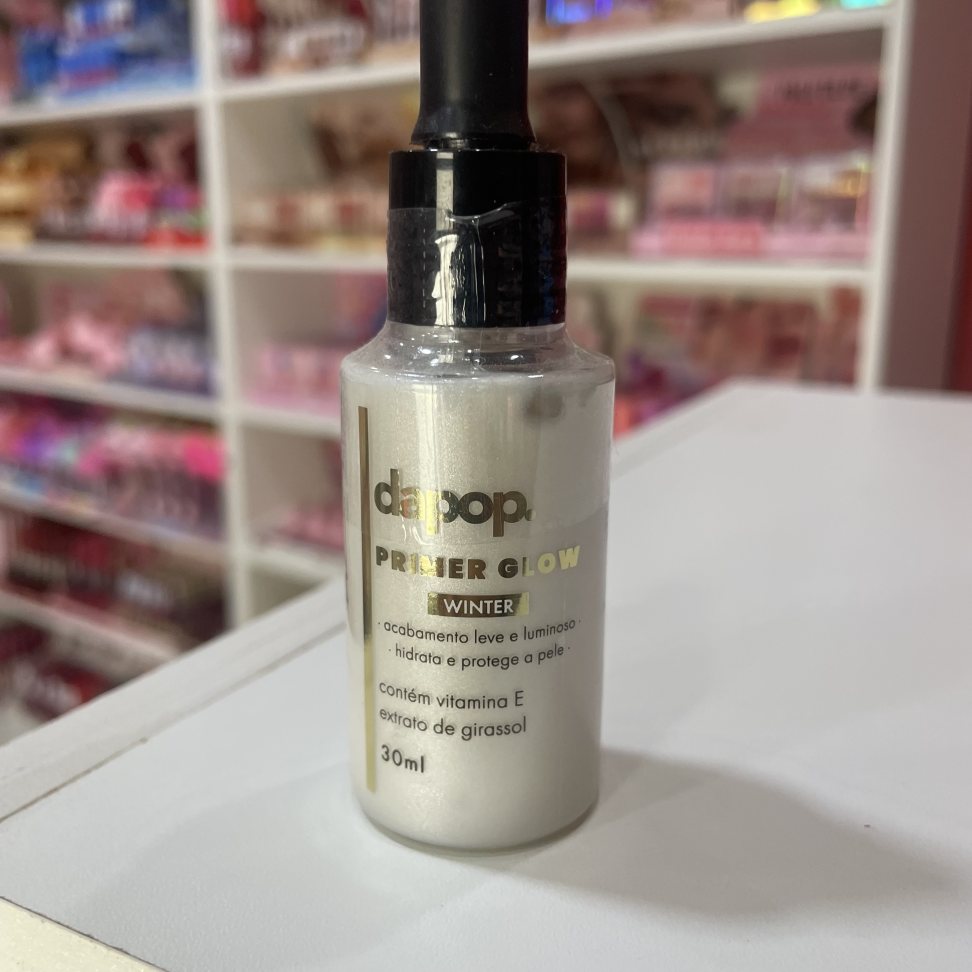 dapop.
PRIMER GLOW
WINTER
· acabamento leve e luminoso ·
· hidrata e protege a pele ·
contém vitamina E
extrato de girassol
30ml